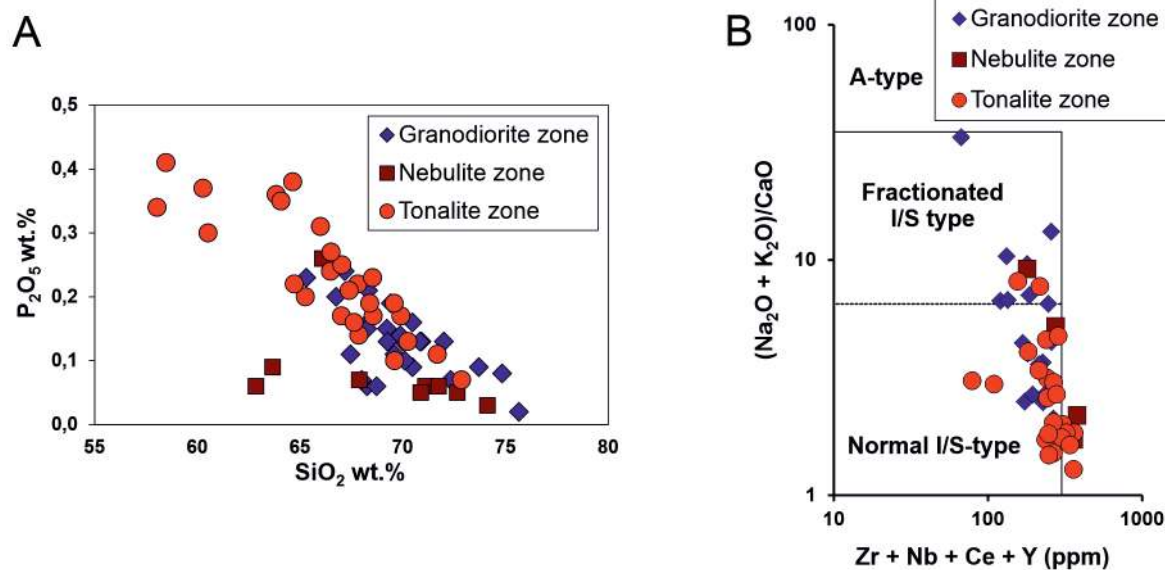 A
P₂O₅ wt.%
0,5
0,4
0,3
0,2
0,1
0,0
55
60
65
70
75
80
SiO₂ wt.%
Granodiorite zone
Nebulite zone
Tonalite zone
B
(Na₂O + K₂O)/CaO
100
10
1
10
100
1000
Zr + Nb + Ce + Y (ppm)
Granodiorite zone
Nebulite zone
Tonalite zone
A-type
Fractionated
I/S type
Normal I/S-type